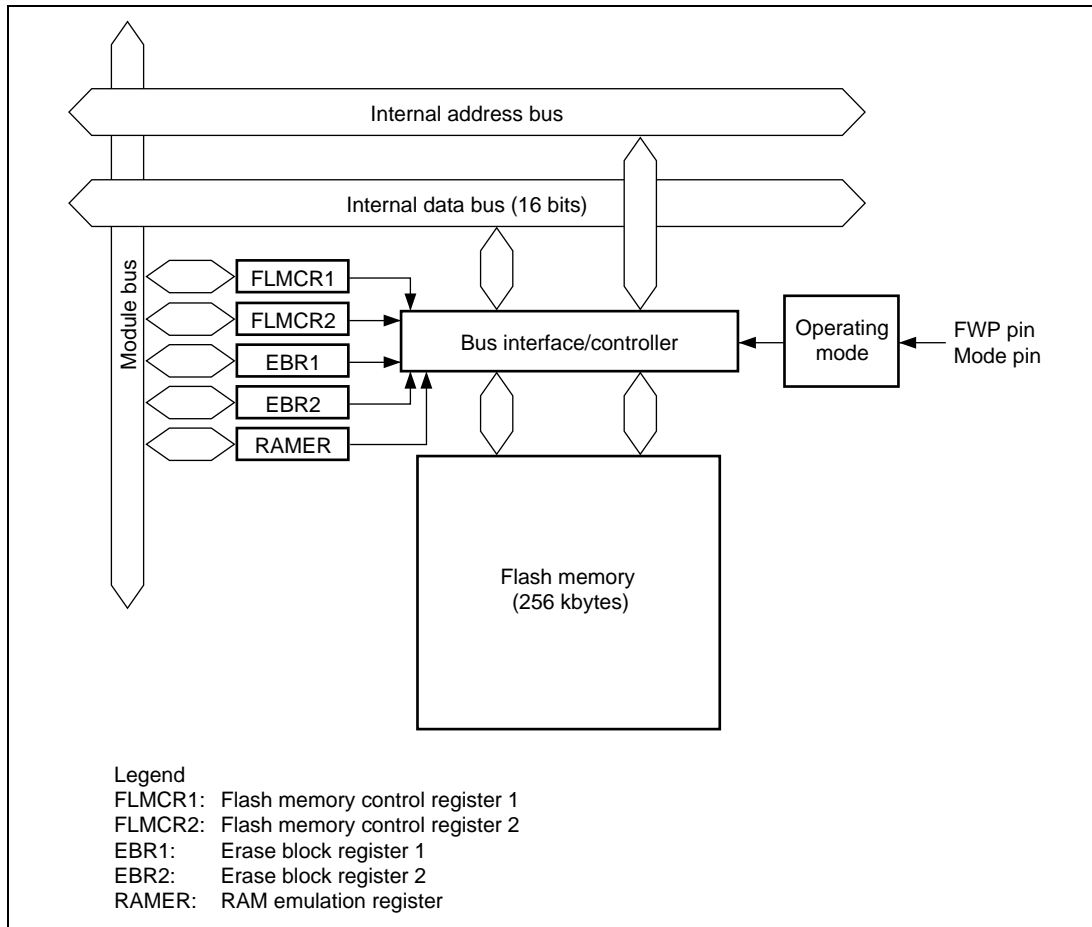 Internal address bus
Internal data bus (16 bits)
Module bus
FLMCR1
FLMCR2
EBR1
EBR2
RAMER
Bus interface/controller
Operating
mode
FWP pin
Mode pin
Flash memory
(256 kbytes)
Legend
FLMCR1: Flash memory control register 1
FLMCR2: Flash memory control register 2
EBR1: Erase block register 1
EBR2: Erase block register 2
RAMER: RAM emulation register